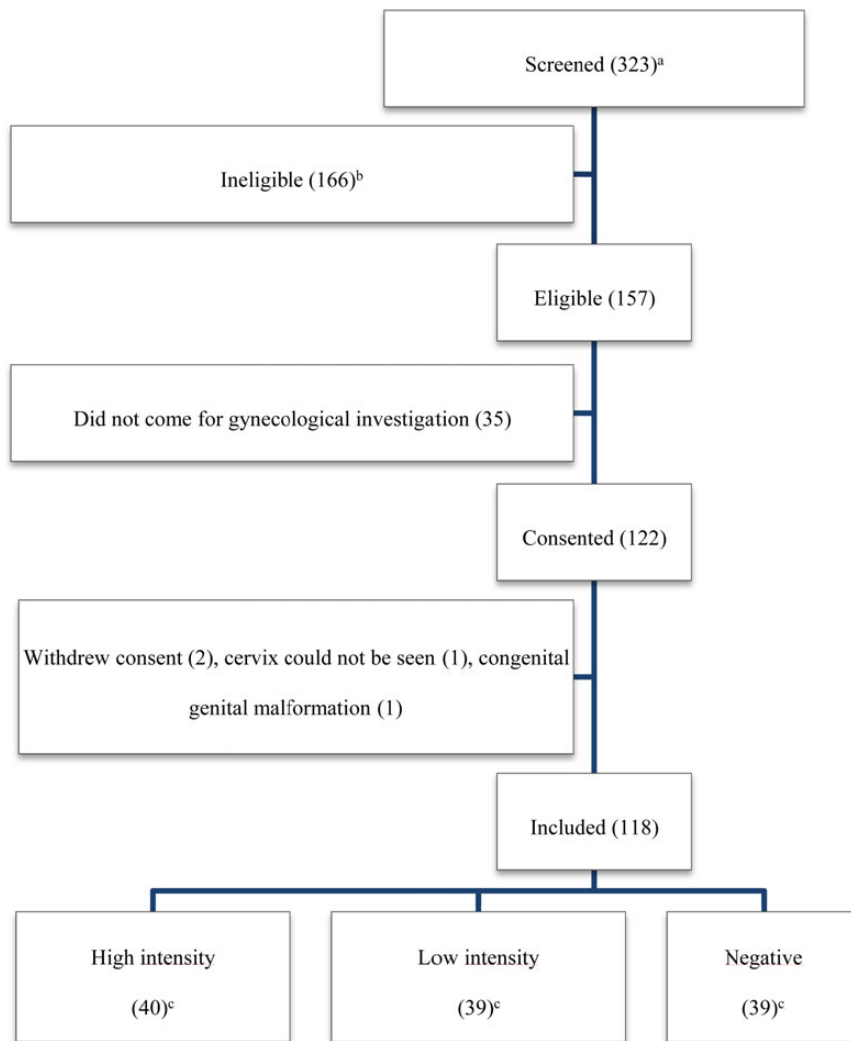 Screened (323)ᵃ
Ineligible (166)ᵇ
Eligible (157)
Did not come for gynecological investigation (35)
Consented (122)
Withdrew consent (2), cervix could not be seen (1), congenital
genital malformation (1)
Included (118)
High intensity
(40)ᶜ
Low intensity
(39)ᶜ
Negative
(39)ᶜ